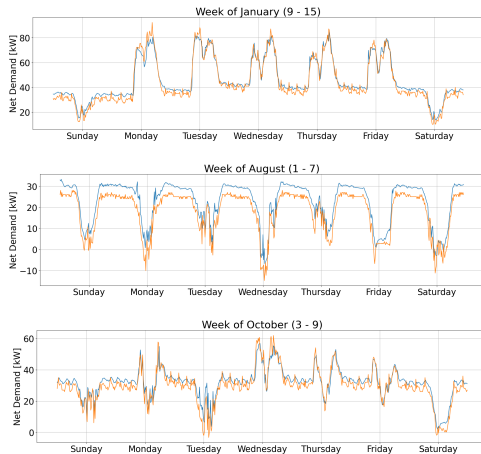 Week of January (9 - 15)
Net Demand [kW]
80
60
40
20
Sunday Monday Tuesday Wednesday Thursday Friday Saturday
Week of August (1 - 7)
Net Demand [kW]
30
20
10
0
−10
Sunday Monday Tuesday Wednesday Thursday Friday Saturday
Week of October (3 - 9)
Net Demand [kW]
60
40
20
0
Sunday Monday Tuesday Wednesday Thursday Friday Saturday